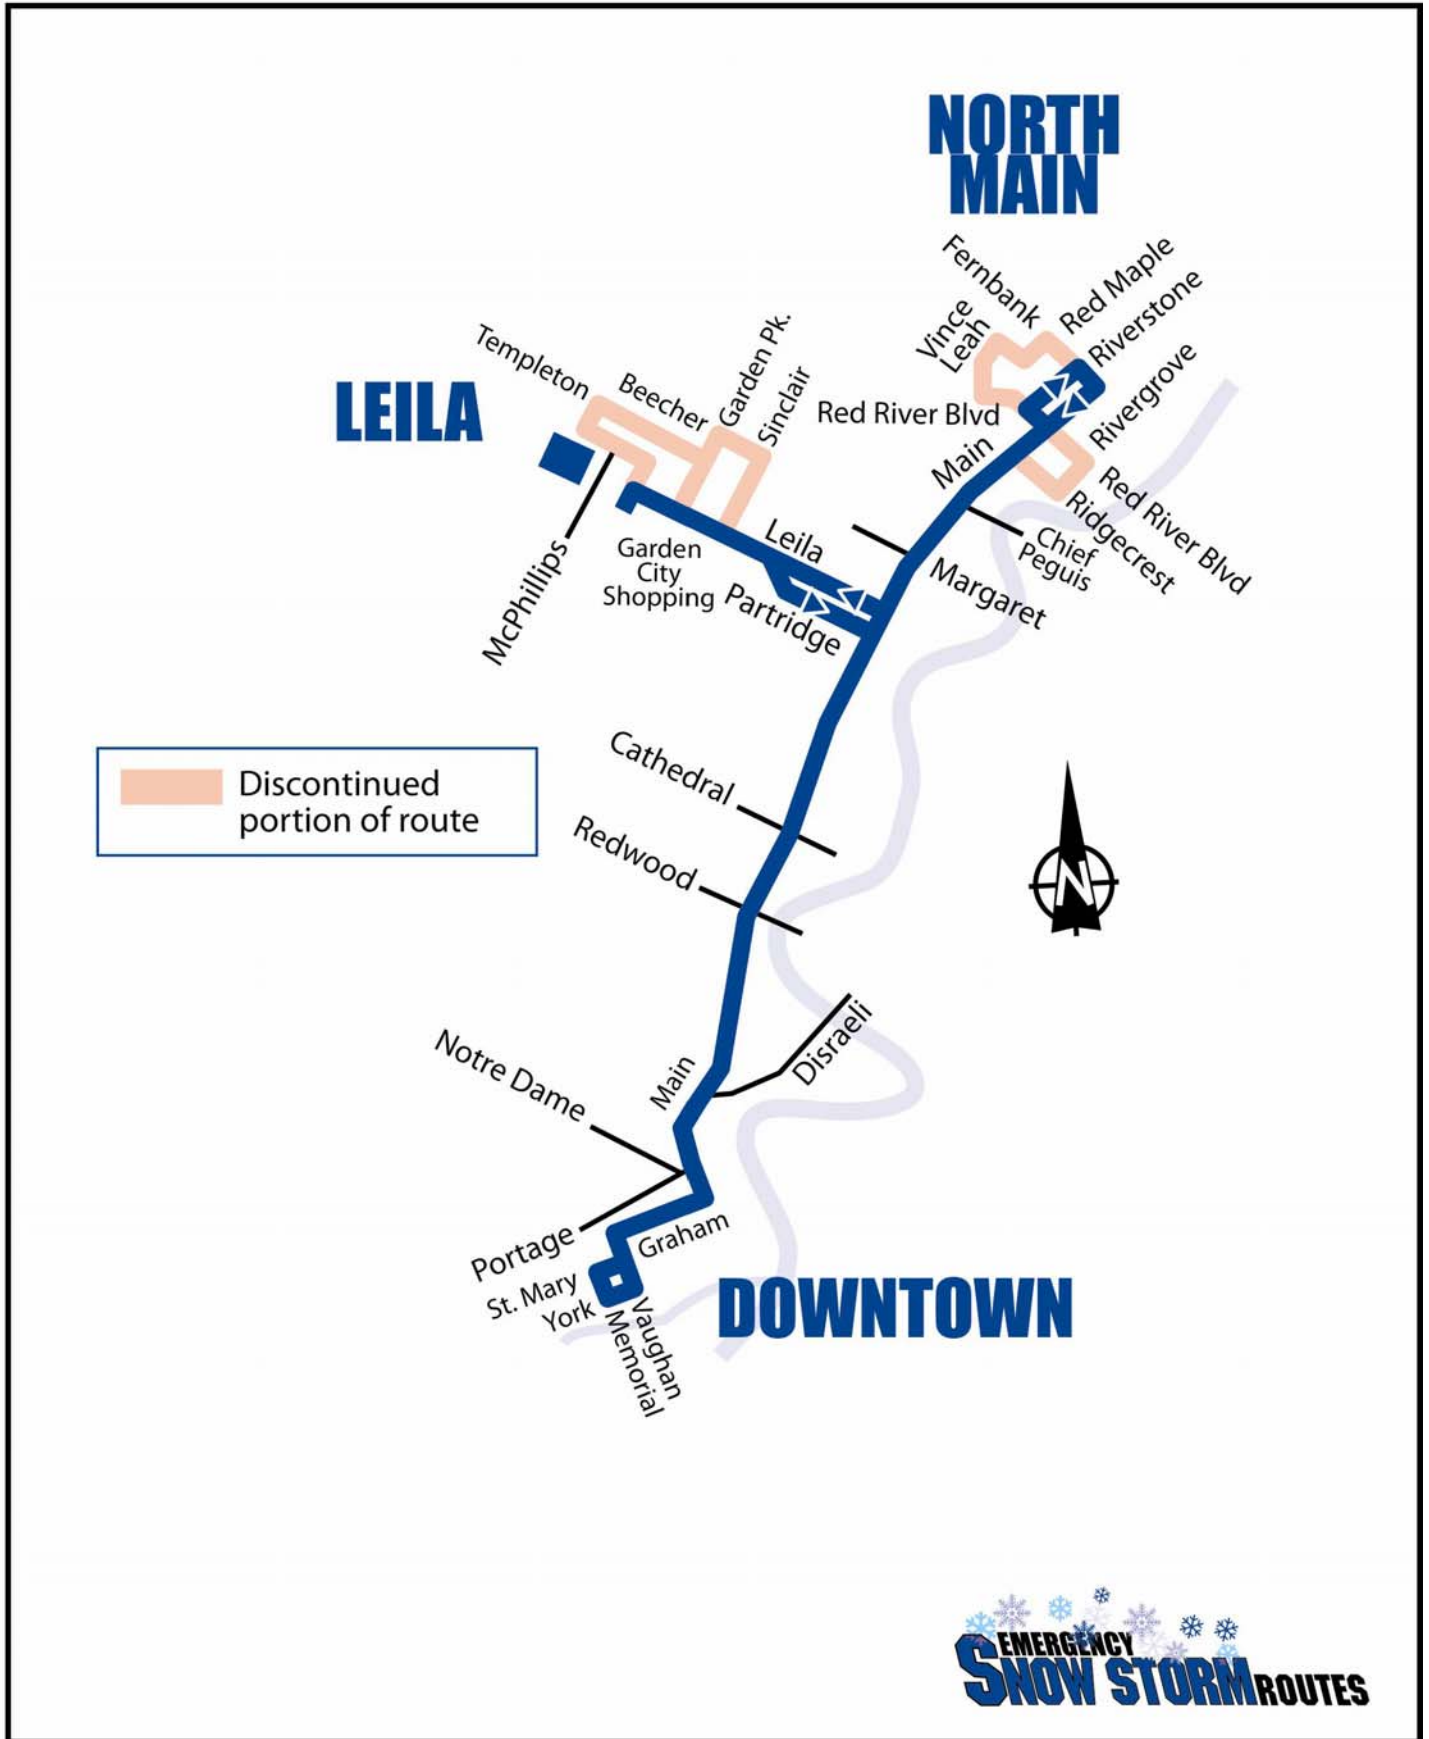 NORTH
MAIN
Fernbank
Red Maple
Vince
Leah
Riverstone
Rivergrove
Templeton
Beecher
Garden Pk.
Sinclair
LEILA
Red River Blvd
Main
Red River Blvd
Ridgecrest
Chief
Peguis
Leila
Margaret
Garden
City
Shopping
Partridge
McPhillips
Cathedral
Discontinued
portion of route
Redwood
N
Disraeli
Notre Dame
Main
Portage
Graham
St. Mary
York
Vaughan
Memorial
DOWNTOWN
EMERGENCY
SNOW STORM ROUTES